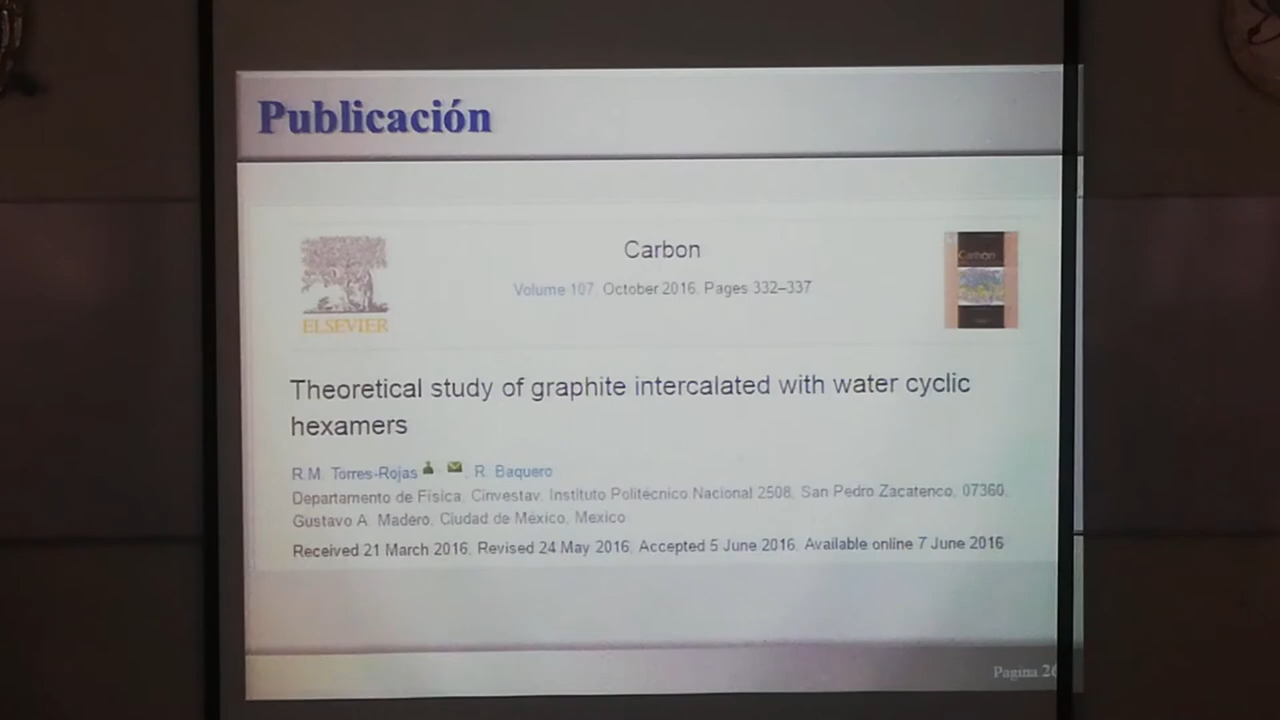 Publicación
Carbon
Volume 107, October 2016, Pages 332–337
Carbon
ELSEVIER
Theoretical study of graphite intercalated with water cyclic
hexamers
R.M. Torres-Rojas , R. Baquero
Departamento de Física, Cinvestav, Instituto Politécnico Nacional 2508, San Pedro Zacatenco, 07360,
Gustavo A. Madero, Ciudad de México, Mexico
Received 21 March 2016, Revised 24 May 2016, Accepted 5 June 2016, Available online 7 June 2016
Pagina 26